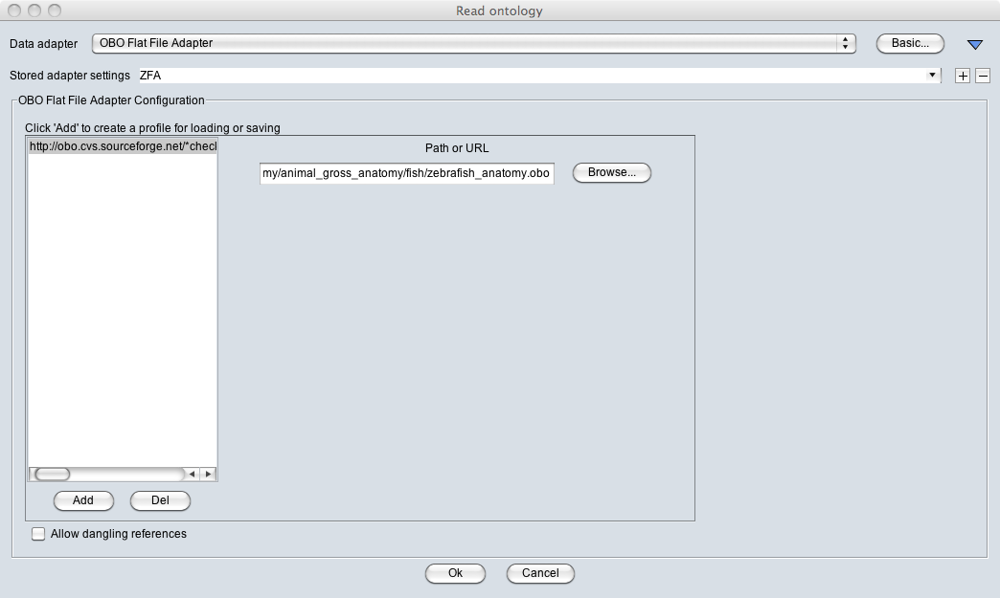 Read ontology
Data adapter OBO Flat File Adapter Basic...
Stored adapter settings ZFA
OBO Flat File Adapter Configuration
Click 'Add' to create a profile for loading or saving
http://obo.cvs.sourceforge.net/*checl
Path or URL
my/animal_gross_anatomy/fish/zebrafish_anatomy.obo Browse...
Add Del
Allow dangling references
Ok Cancel